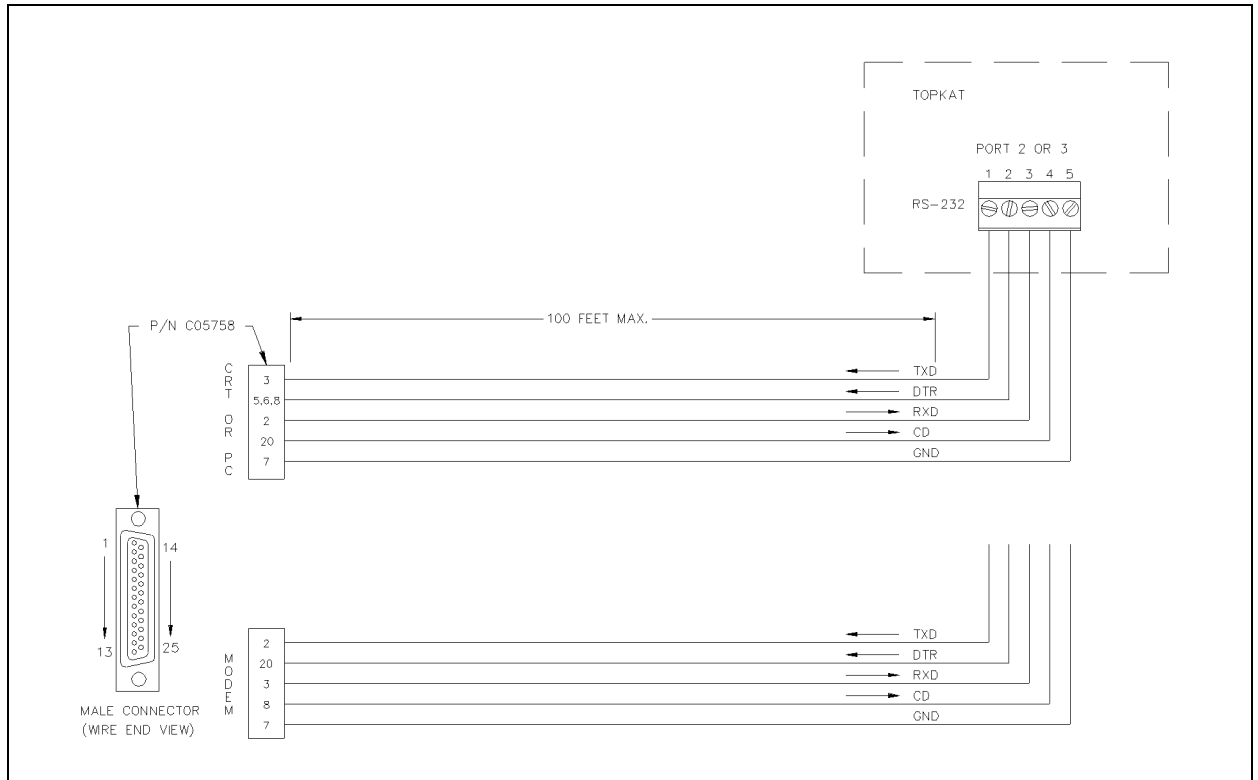 TOPKAT
PORT 2 OR 3
1 2 3 4 5
RS-232
P/N C05758
100 FEET MAX.
CRT OR PC
3
5,6,8
2
20
7
TXD
DTR
RXD
CD
GND
1
14
13
25
MALE CONNECTOR
(WIRE END VIEW)
MODEM
2
20
3
8
7
TXD
DTR
RXD
CD
GND